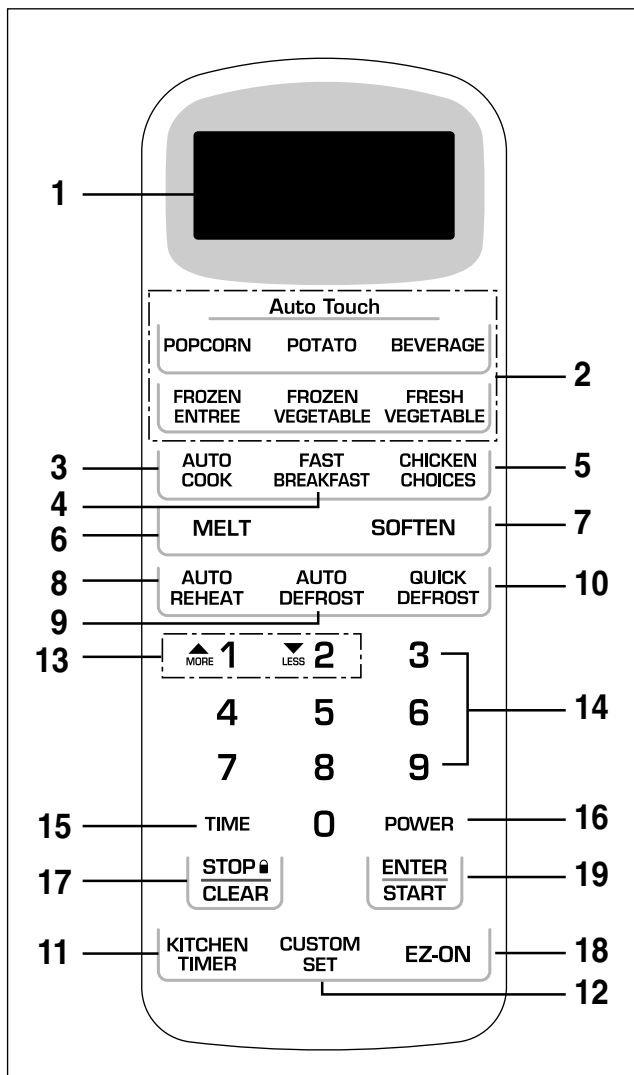 1
Auto Touch
POPCORN POTATO BEVERAGE
2
FROZEN ENTREE FROZEN VEGETABLE FRESH VEGETABLE
3 AUTO COOK FAST BREAKFAST CHICKEN CHOICES 5
4
6 MELT SOFTEN 7
8 AUTO REHEAT AUTO DEFROST QUICK DEFROST 10
9
13 MORE 1 LESS 2 3
4 5 6 14
7 8 9
15 TIME 0 POWER 16
17 STOP CLEAR ENTER START 19
11 KITCHEN TIMER CUSTOM SET EZ-ON 18
12